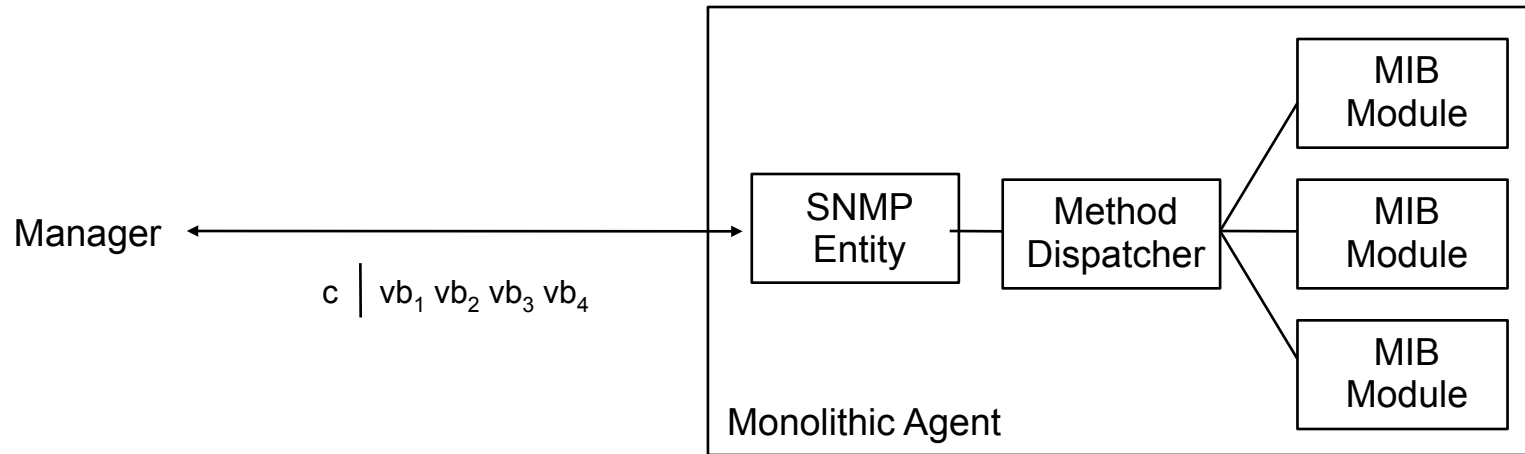 Manager
c | vb₁ vb₂ vb₃ vb₄
SNMP
Entity
Method
Dispatcher
MIB
Module
MIB
Module
MIB
Module
Monolithic Agent